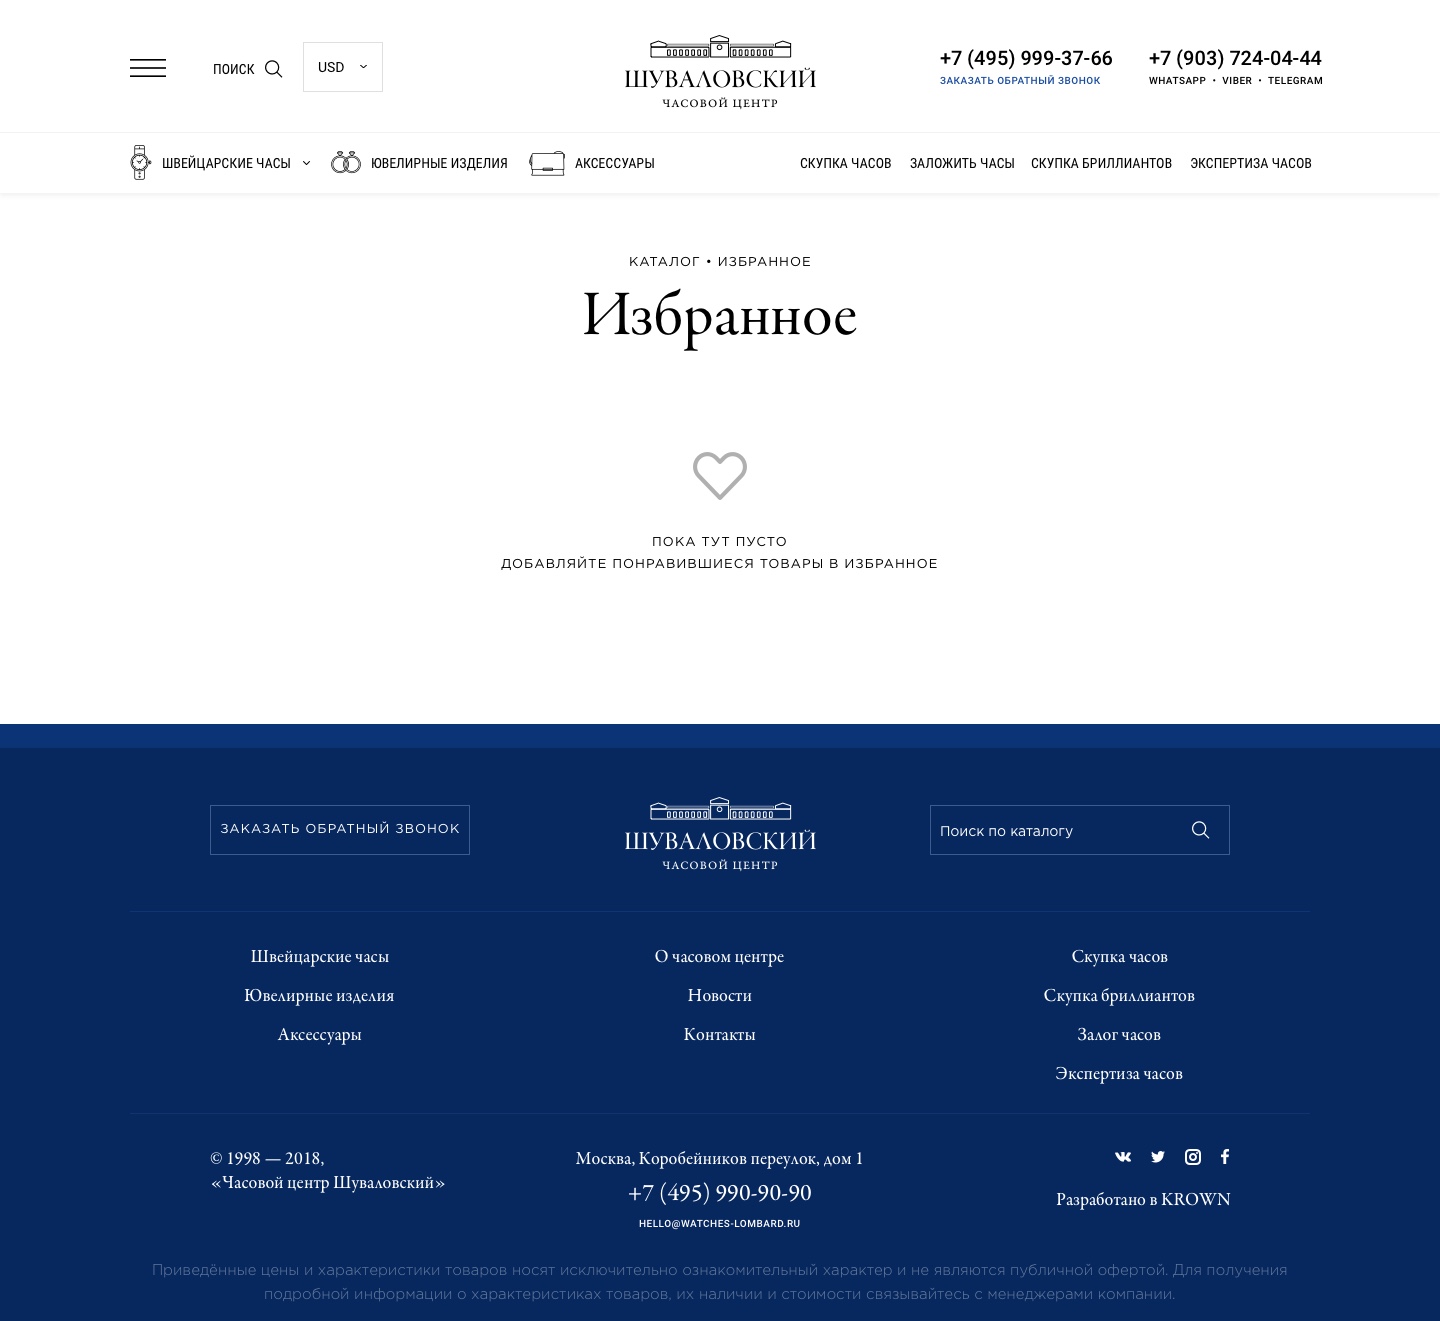 ПОИСК
USD
ШУВАЛОВСКИЙ
ЧАСОВОЙ ЦЕНТР
+7 (495) 999-37-66
ЗАКАЗАТЬ ОБРАТНЫЙ ЗВОНОК
+7 (903) 724-04-44
WHATSAPP • VIBER • TELEGRAM
ШВЕЙЦАРСКИЕ ЧАСЫ
ЮВЕЛИРНЫЕ ИЗДЕЛИЯ
АКСЕССУАРЫ
СКУПКА ЧАСОВ
ЗАЛОЖИТЬ ЧАСЫ
СКУПКА БРИЛЛИАНТОВ
ЭКСПЕРТИЗА ЧАСОВ
КАТАЛОГ • ИЗБРАННОЕ
Избранное
ПОКА ТУТ ПУСТО
ДОБАВЛЯЙТЕ ПОНРАВИВШИЕСЯ ТОВАРЫ В ИЗБРАННОЕ
ЗАКАЗАТЬ ОБРАТНЫЙ ЗВОНОК
ШУВАЛОВСКИЙ
ЧАСОВОЙ ЦЕНТР
Поиск по каталогу
Швейцарские часы
Ювелирные изделия
Аксессуары
О часовом центре
Новости
Контакты
Скупка часов
Скупка бриллиантов
Залог часов
Экспертиза часов
© 1998 — 2018,
«Часовой центр Шуваловский»
Москва, Коробейников переулок, дом 1
+7 (495) 990-90-90
HELLO@WATCHES-LOMBARD.RU
Разработано в KROWN
Приведённые цены и характеристики товаров носят исключительно ознакомительный характер и не являются публичной офертой. Для получения
подробной информации о характеристиках товаров, их наличии и стоимости связывайтесь с менеджерами компании.